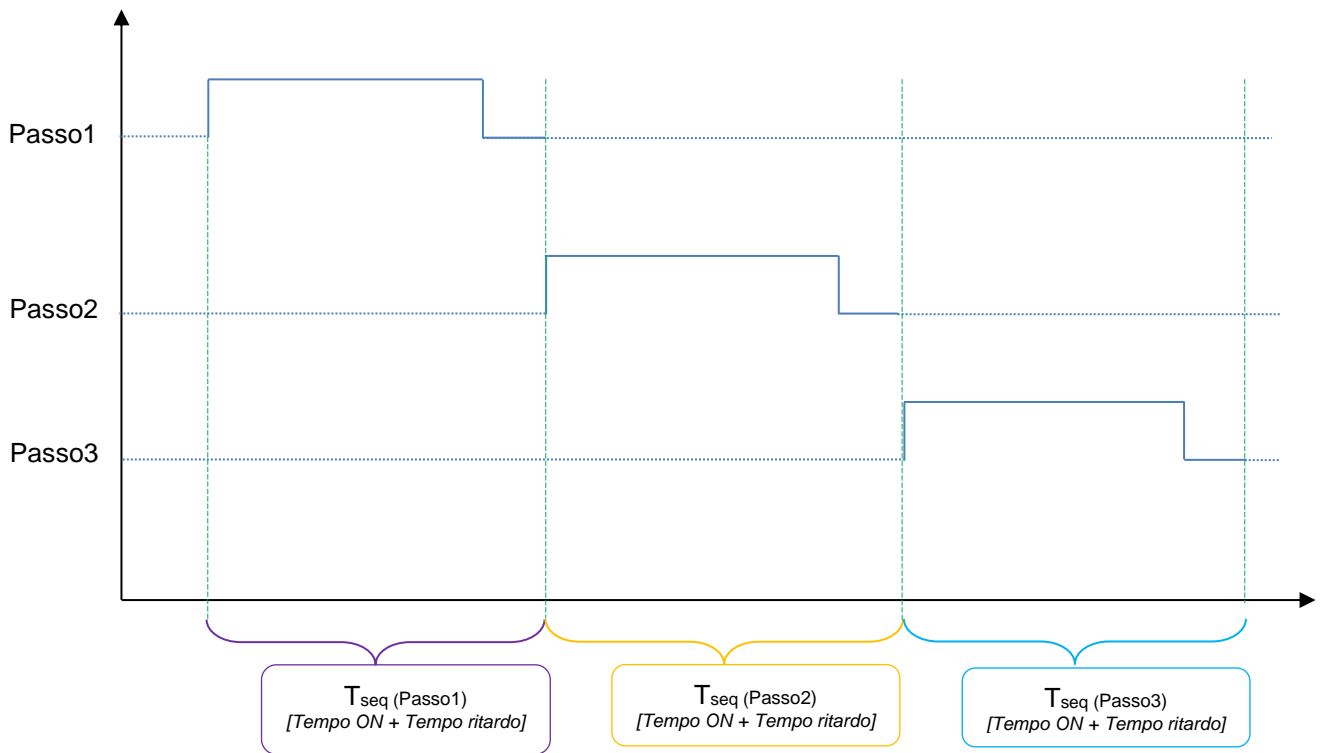 Passo1
Passo2
Passo3
Tseq (Passo1)
[Tempo ON + Tempo ritardo]
Tseq (Passo2)
[Tempo ON + Tempo ritardo]
Tseq (Passo3)
[Tempo ON + Tempo ritardo]